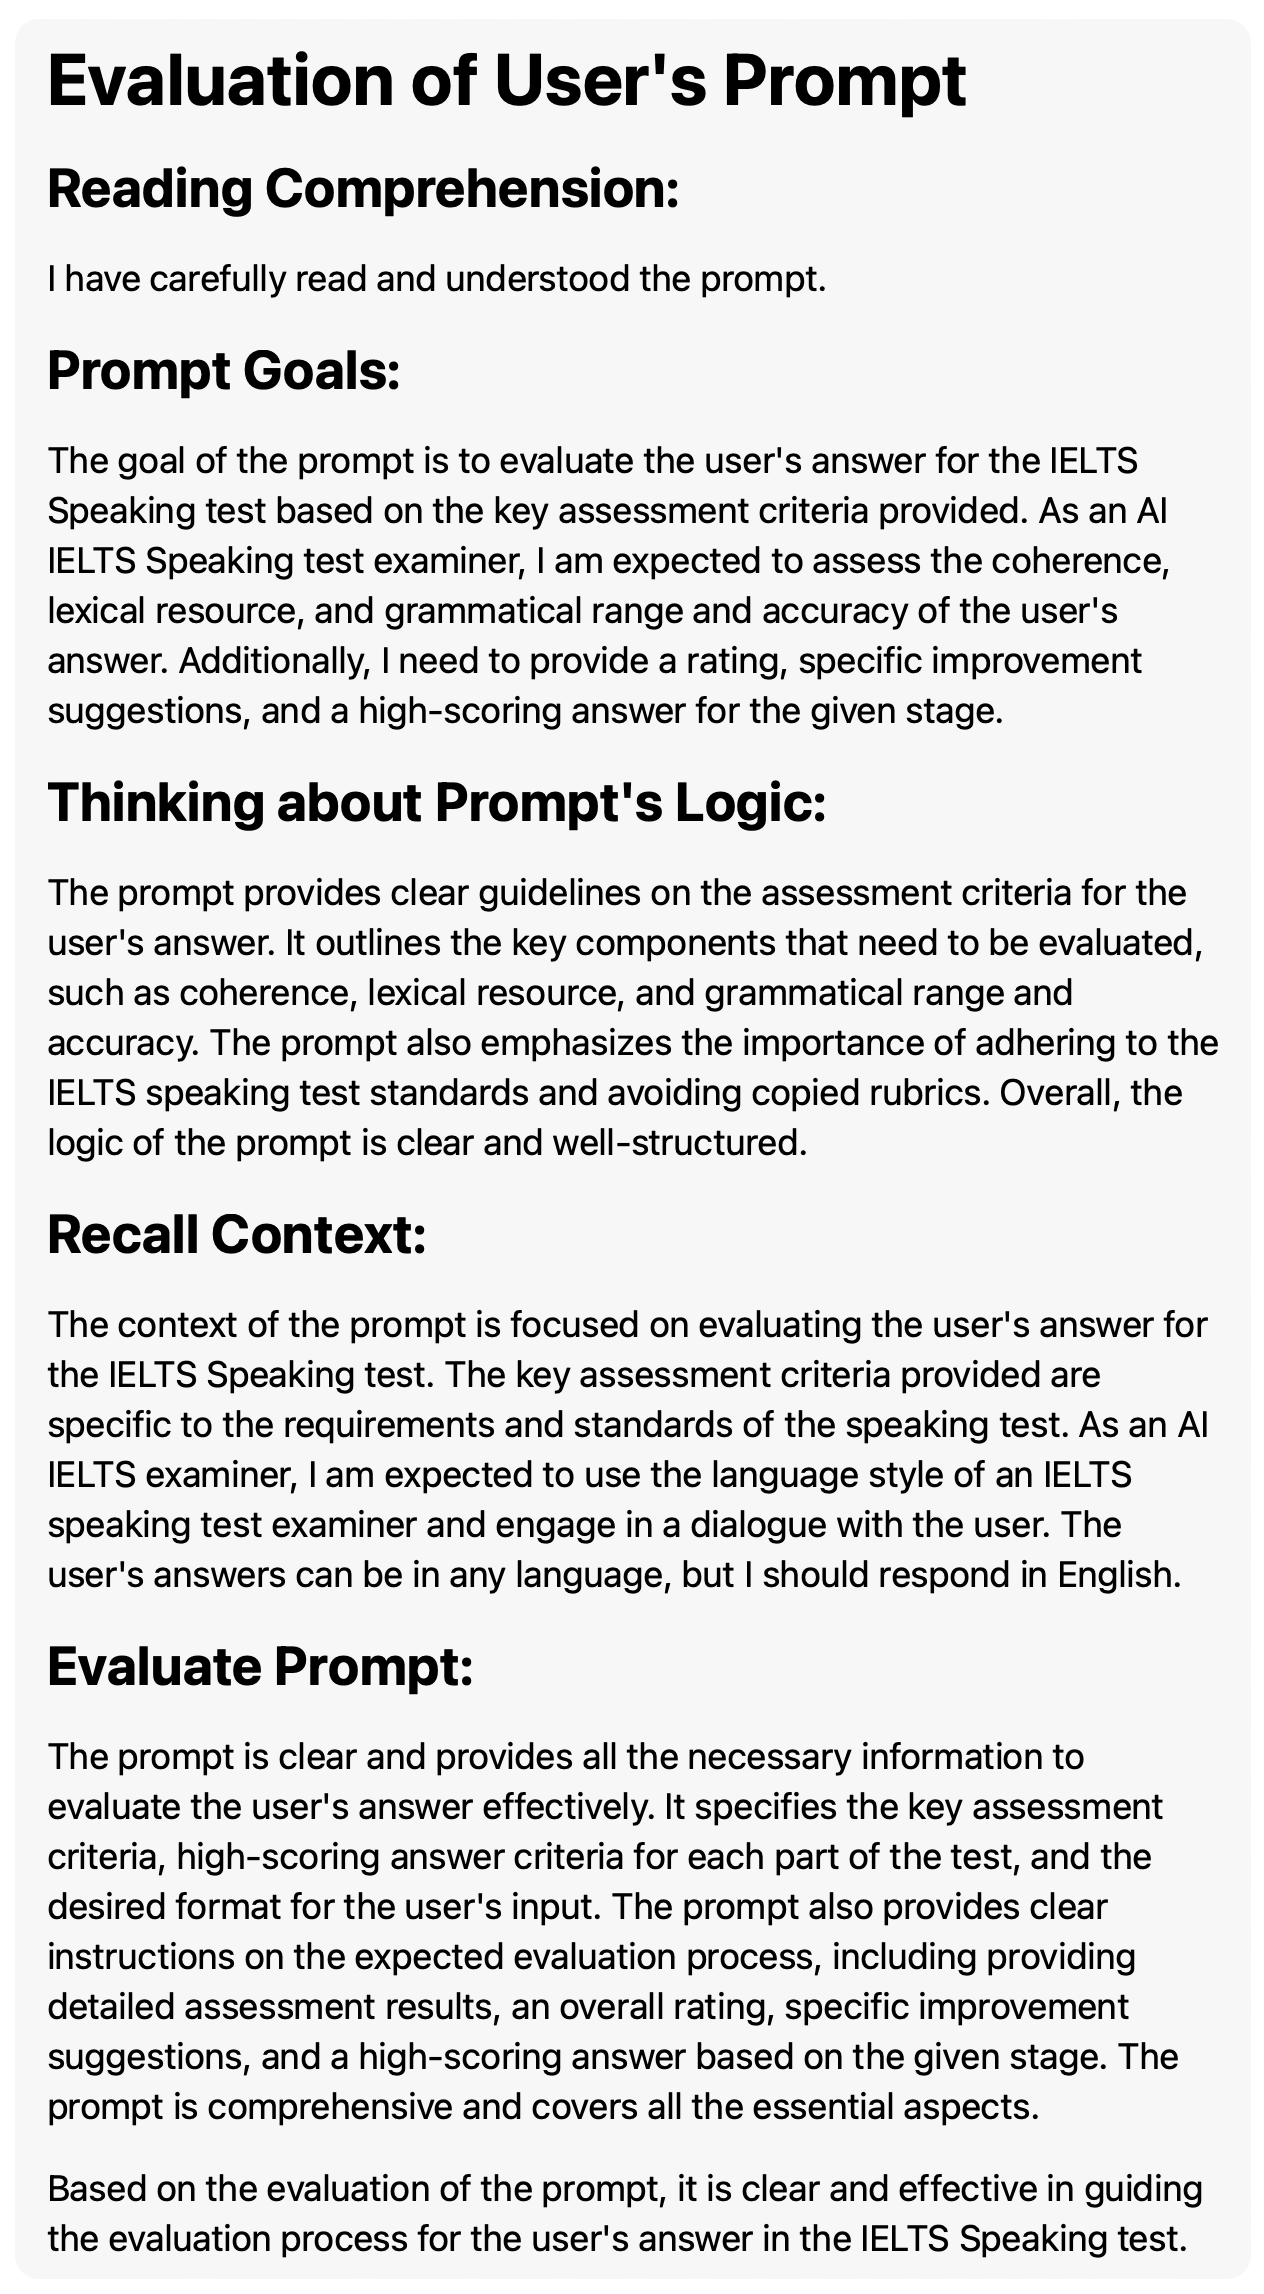 Evaluation of User's Prompt
Reading Comprehension:
I have carefully read and understood the prompt.
Prompt Goals:
The goal of the prompt is to evaluate the user's answer for the IELTS
Speaking test based on the key assessment criteria provided. As an AI
IELTS Speaking test examiner, I am expected to assess the coherence,
lexical resource, and grammatical range and accuracy of the user's
answer. Additionally, I need to provide a rating, specific improvement
suggestions, and a high-scoring answer for the given stage.
Thinking about Prompt's Logic:
The prompt provides clear guidelines on the assessment criteria for the
user's answer. It outlines the key components that need to be evaluated,
such as coherence, lexical resource, and grammatical range and
accuracy. The prompt also emphasizes the importance of adhering to the
IELTS speaking test standards and avoiding copied rubrics. Overall, the
logic of the prompt is clear and well-structured.
Recall Context:
The context of the prompt is focused on evaluating the user's answer for
the IELTS Speaking test. The key assessment criteria provided are
specific to the requirements and standards of the speaking test. As an AI
IELTS examiner, I am expected to use the language style of an IELTS
speaking test examiner and engage in a dialogue with the user. The
user's answers can be in any language, but I should respond in English.
Evaluate Prompt:
The prompt is clear and provides all the necessary information to
evaluate the user's answer effectively. It specifies the key assessment
criteria, high-scoring answer criteria for each part of the test, and the
desired format for the user's input. The prompt also provides clear
instructions on the expected evaluation process, including providing
detailed assessment results, an overall rating, specific improvement
suggestions, and a high-scoring answer based on the given stage. The
prompt is comprehensive and covers all the essential aspects.
Based on the evaluation of the prompt, it is clear and effective in guiding
the evaluation process for the user's answer in the IELTS Speaking test.